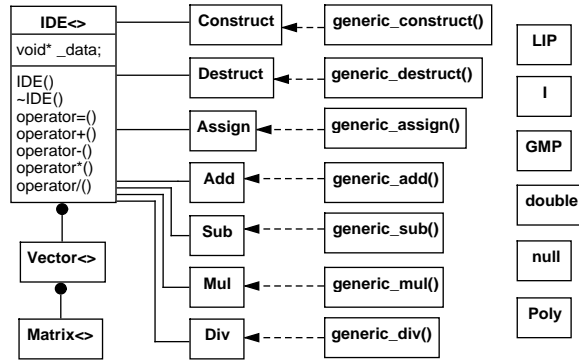 IDE<>
void* _data;
IDE()
~IDE()
operator=()
operator+()
operator-()
operator*()
operator/()
Vector<>
Matrix<>
Construct
Destruct
Assign
Add
Sub
Mul
Div
generic_construct()
generic_destruct()
generic_assign()
generic_add()
generic_sub()
generic_mul()
generic_div()
LIP
I
GMP
double
null
Poly